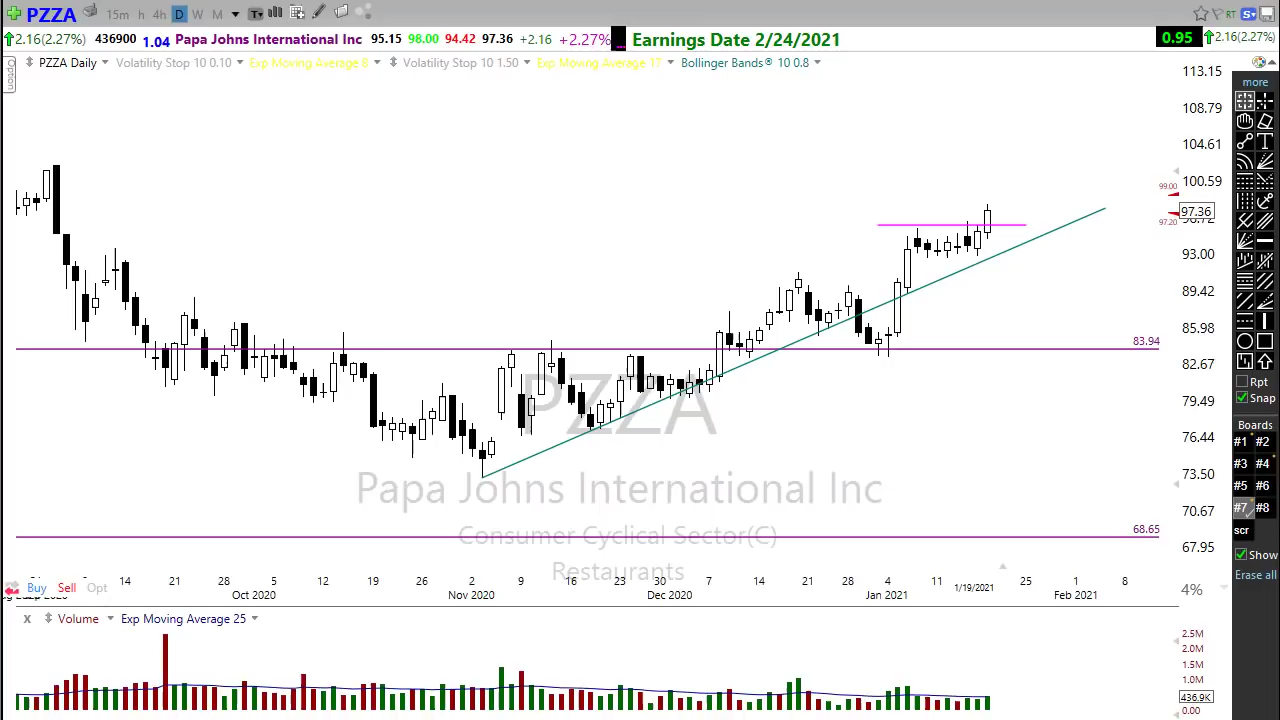 PZZA 15m h 4h D W M T RT S
2.16(2.27%) 436900 1.04 Papa Johns International Inc 95.15 98.00 94.42 97.36 +2.16 +2.27% ... Earnings Date 2/24/2021 0.95 2.16(2.27%)
Option
PZZA Daily Volatility Stop 10 0.10 Exp Moving Average 8 Volatility Stop 10 1.50 Exp Moving Average 17 Bollinger Bands® 10 0.8
113.15
108.79
104.61
100.59
99.00
97.36
97.20
93.00
89.42
85.98
83.94
82.67
79.49
76.44
73.50
70.67
68.65
67.95
PZZA
Papa Johns International Inc
Consumer Cyclical Sector(C)
Restaurants
14 21 28 5 12 19 26 2 9 16 23 30 7 14 21 28 4 11 1/19/2021 25 1 8
Oct 2020 Nov 2020 Dec 2020 Jan 2021 Feb 2021
Buy Sell Opt
4%
X Volume Exp Moving Average 25
2.5M
2.0M
1.5M
1.0M
436.9K
0.00
more
T
Rpt
Snap
Boards
#1 #2
#3 #4
#5 #6
#7 #8
scr
Show
Erase all